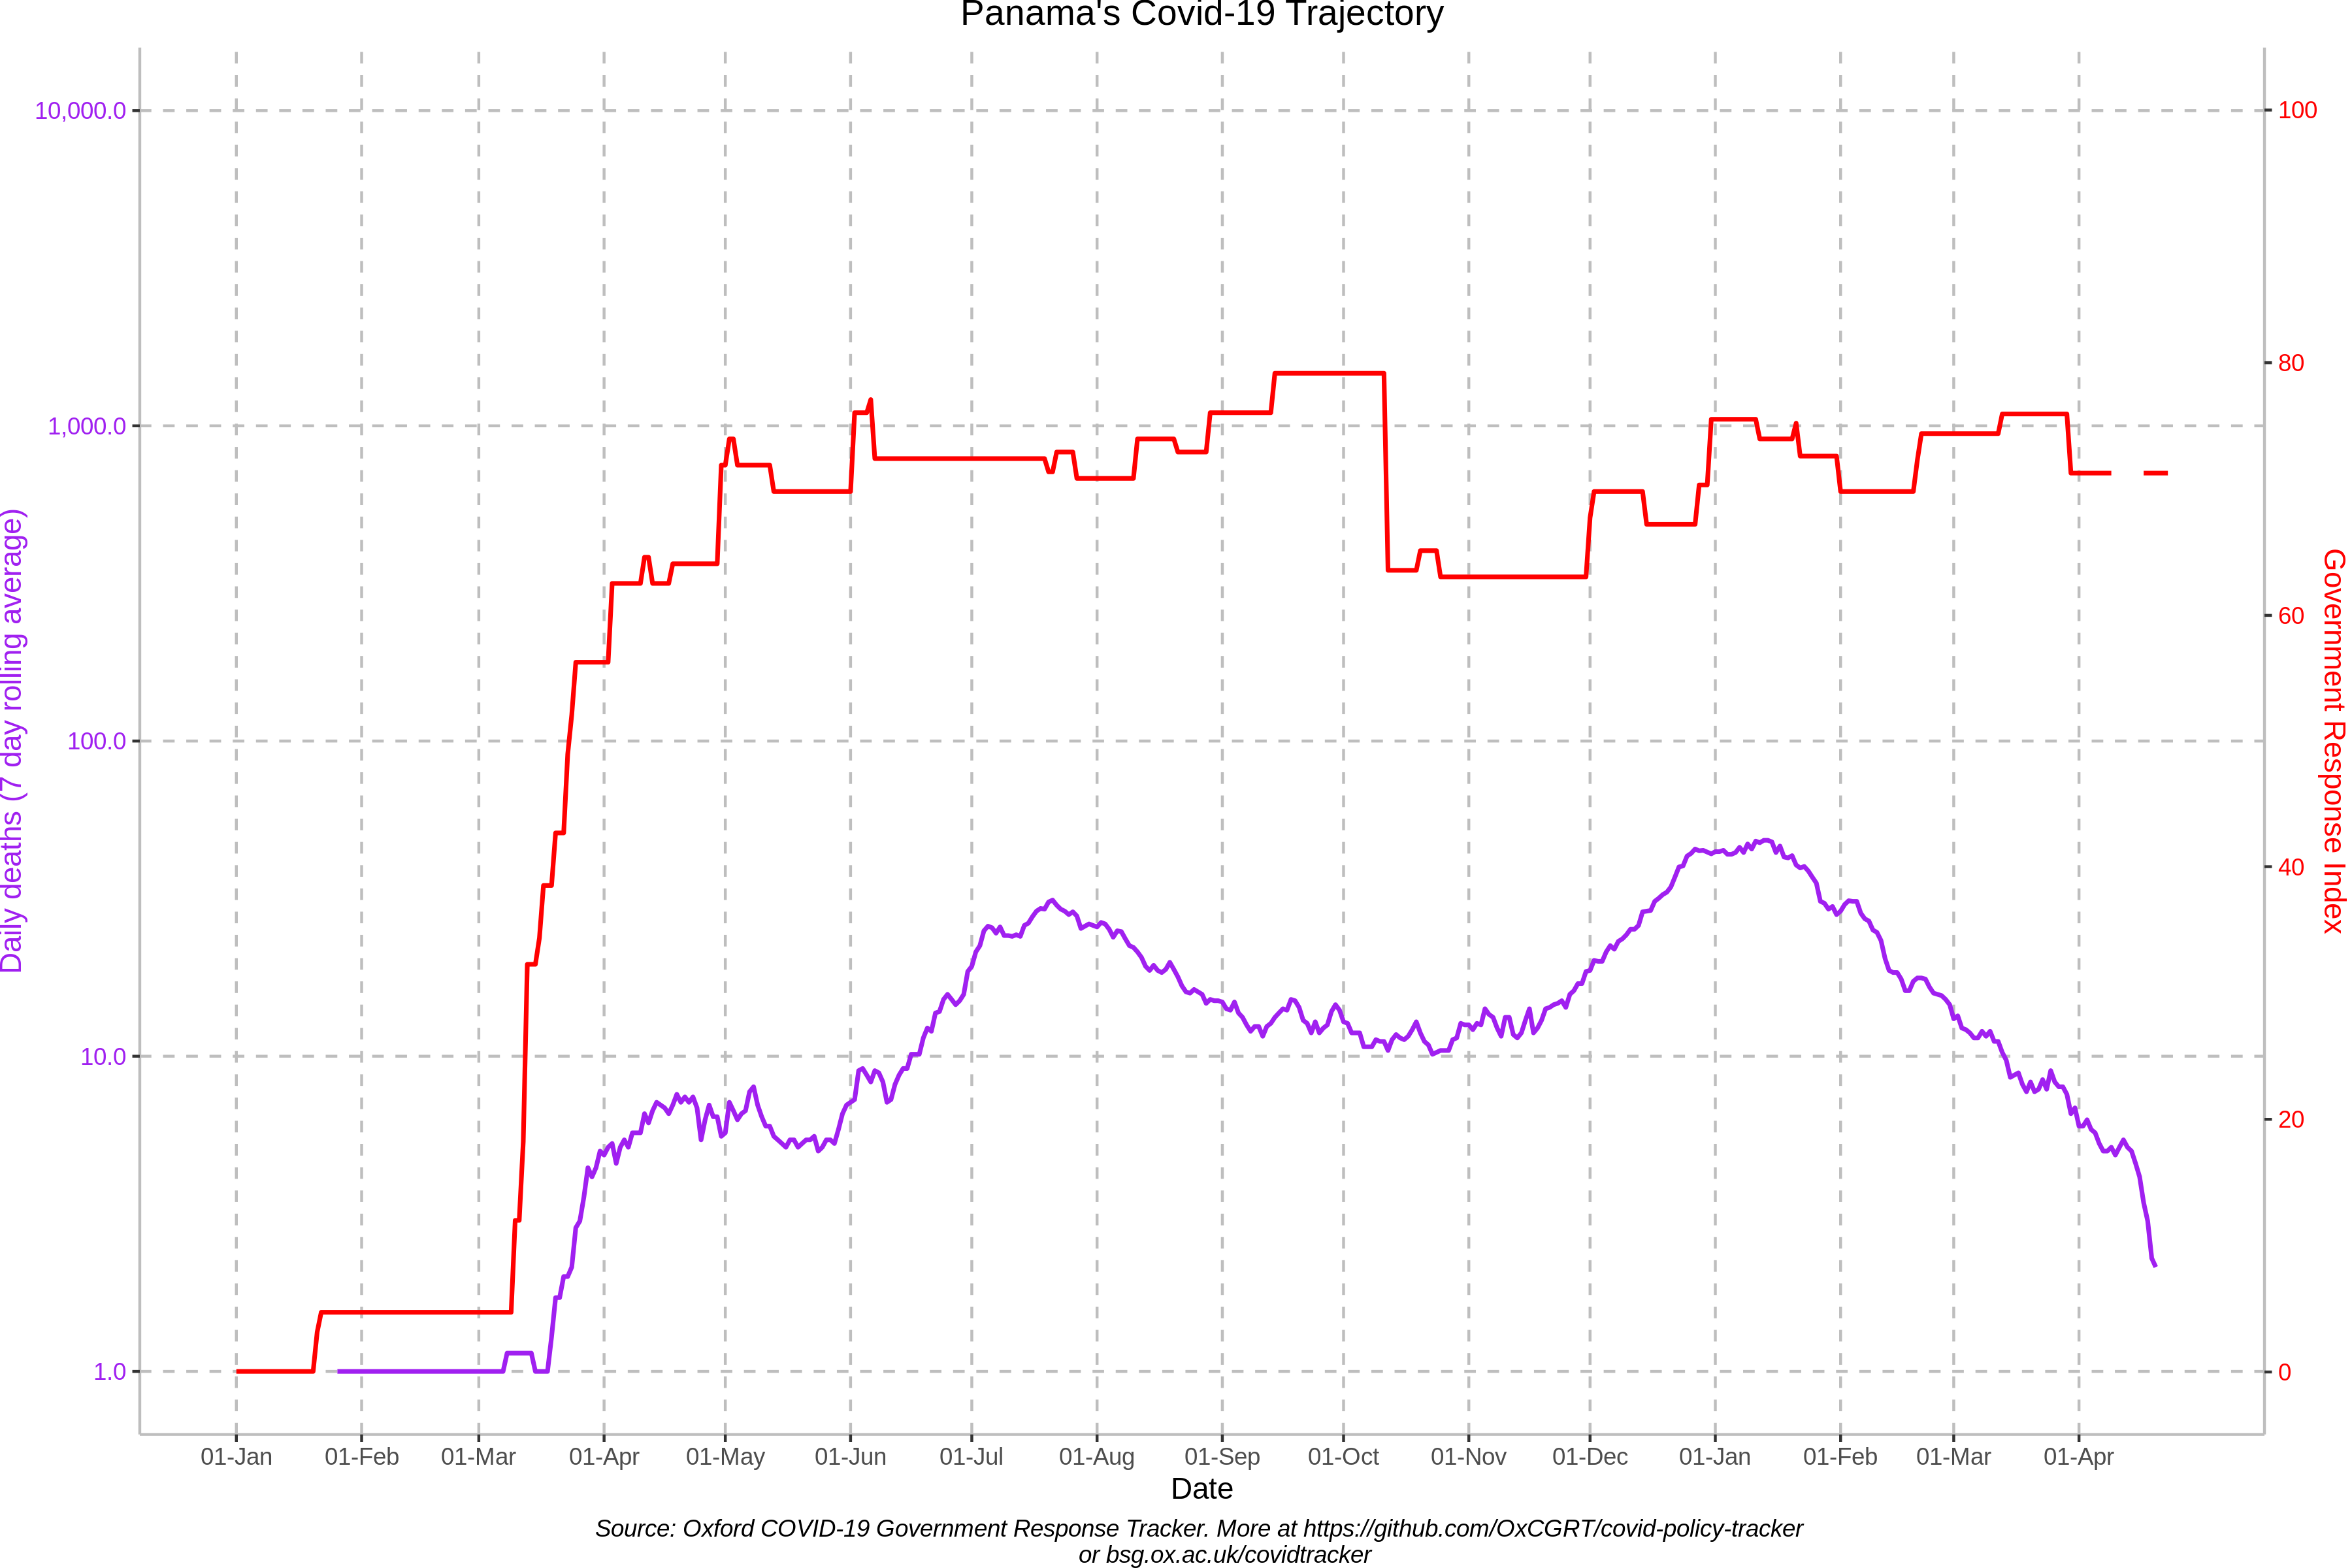 Panama's Covid-19 Trajectory
Daily deaths (7 day rolling average)
10,000.0
1,000.0
100.0
10.0
1.0
100
80
60
40
20
0
Government Response Index
01-Jan 01-Feb 01-Mar 01-Apr 01-May 01-Jun 01-Jul 01-Aug 01-Sep 01-Oct 01-Nov 01-Dec 01-Jan 01-Feb 01-Mar 01-Apr
Date
Source: Oxford COVID-19 Government Response Tracker. More at https://github.com/OxCGRT/covid-policy-tracker
or bsg.ox.ac.uk/covidtracker